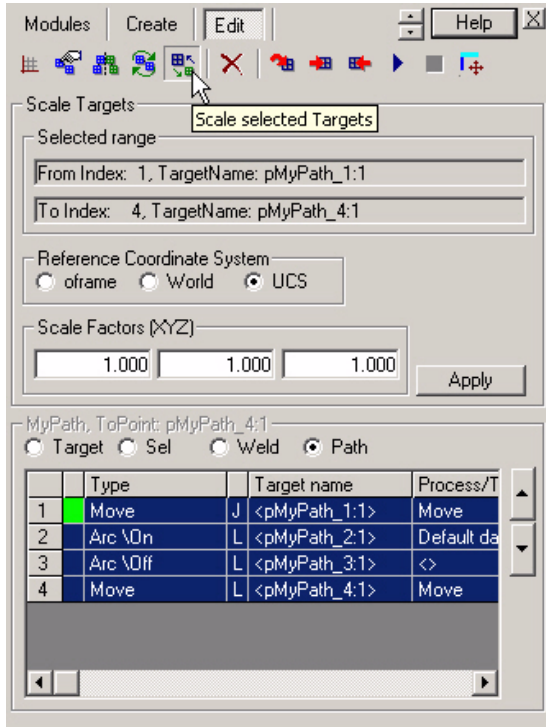 Modules Create Edit Help
Scale Targets
Scale selected Targets
Selected range
From Index: 1, TargetName: pMyPath_1:1
To Index: 4, TargetName: pMyPath_4:1
Reference Coordinate System
oframe World UCS
Scale Factors (XYZ)
1.000 1.000 1.000
Apply
MyPath, ToPoint: pMyPath_4:1
Target Sel Weld Path
Type Target name Process/T
1 Move J <pMyPath_1:1> Move
2 Arc \On L <pMyPath_2:1> Default da
3 Arc \Off L <pMyPath_3:1> <>
4 Move L <pMyPath_4:1> Move